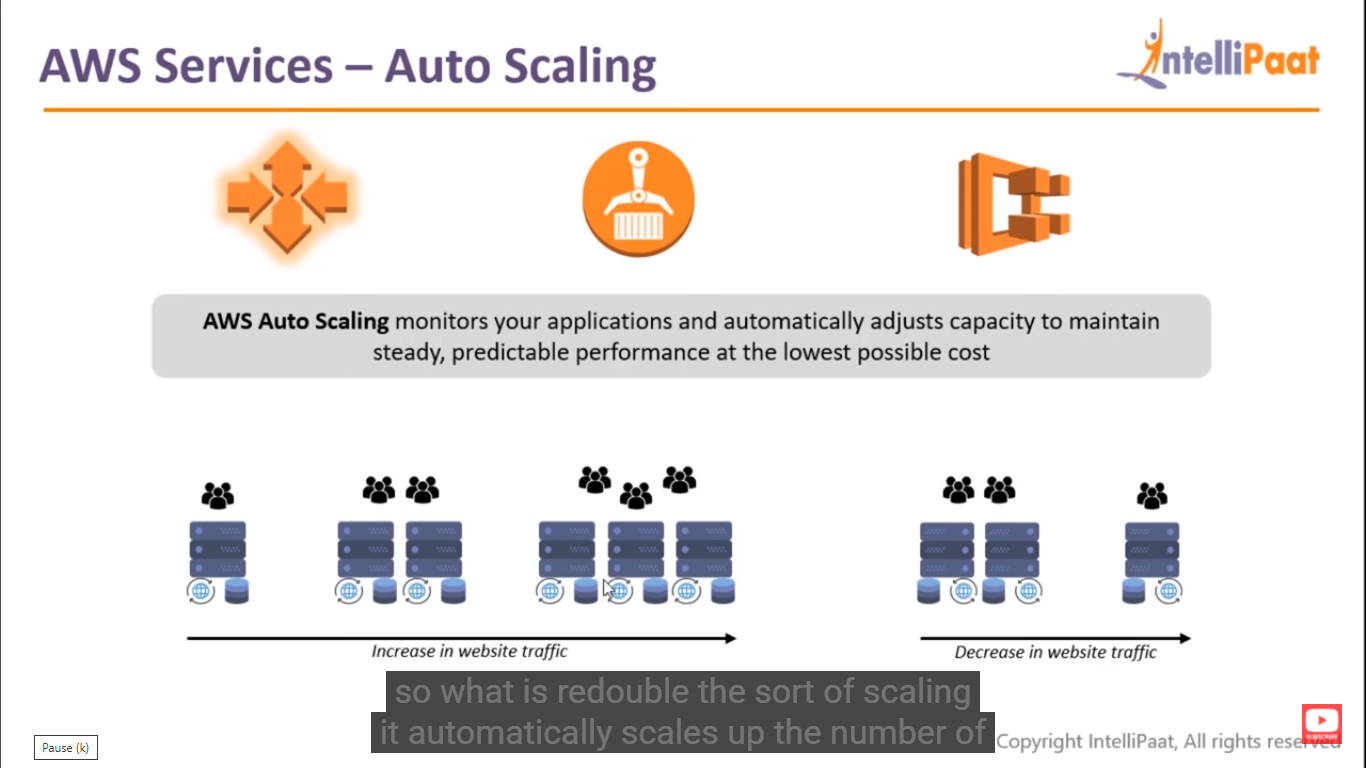 AWS Services – Auto Scaling
IntelliPaat
AWS Auto Scaling monitors your applications and automatically adjusts capacity to maintain
steady, predictable performance at the lowest possible cost
Increase in website traffic
Decrease in website traffic
so what is redouble the sort of scaling
it automatically scales up the number of
Copyright IntelliPaat, All rights reserved
SUBSCRIBE
Pause (k)